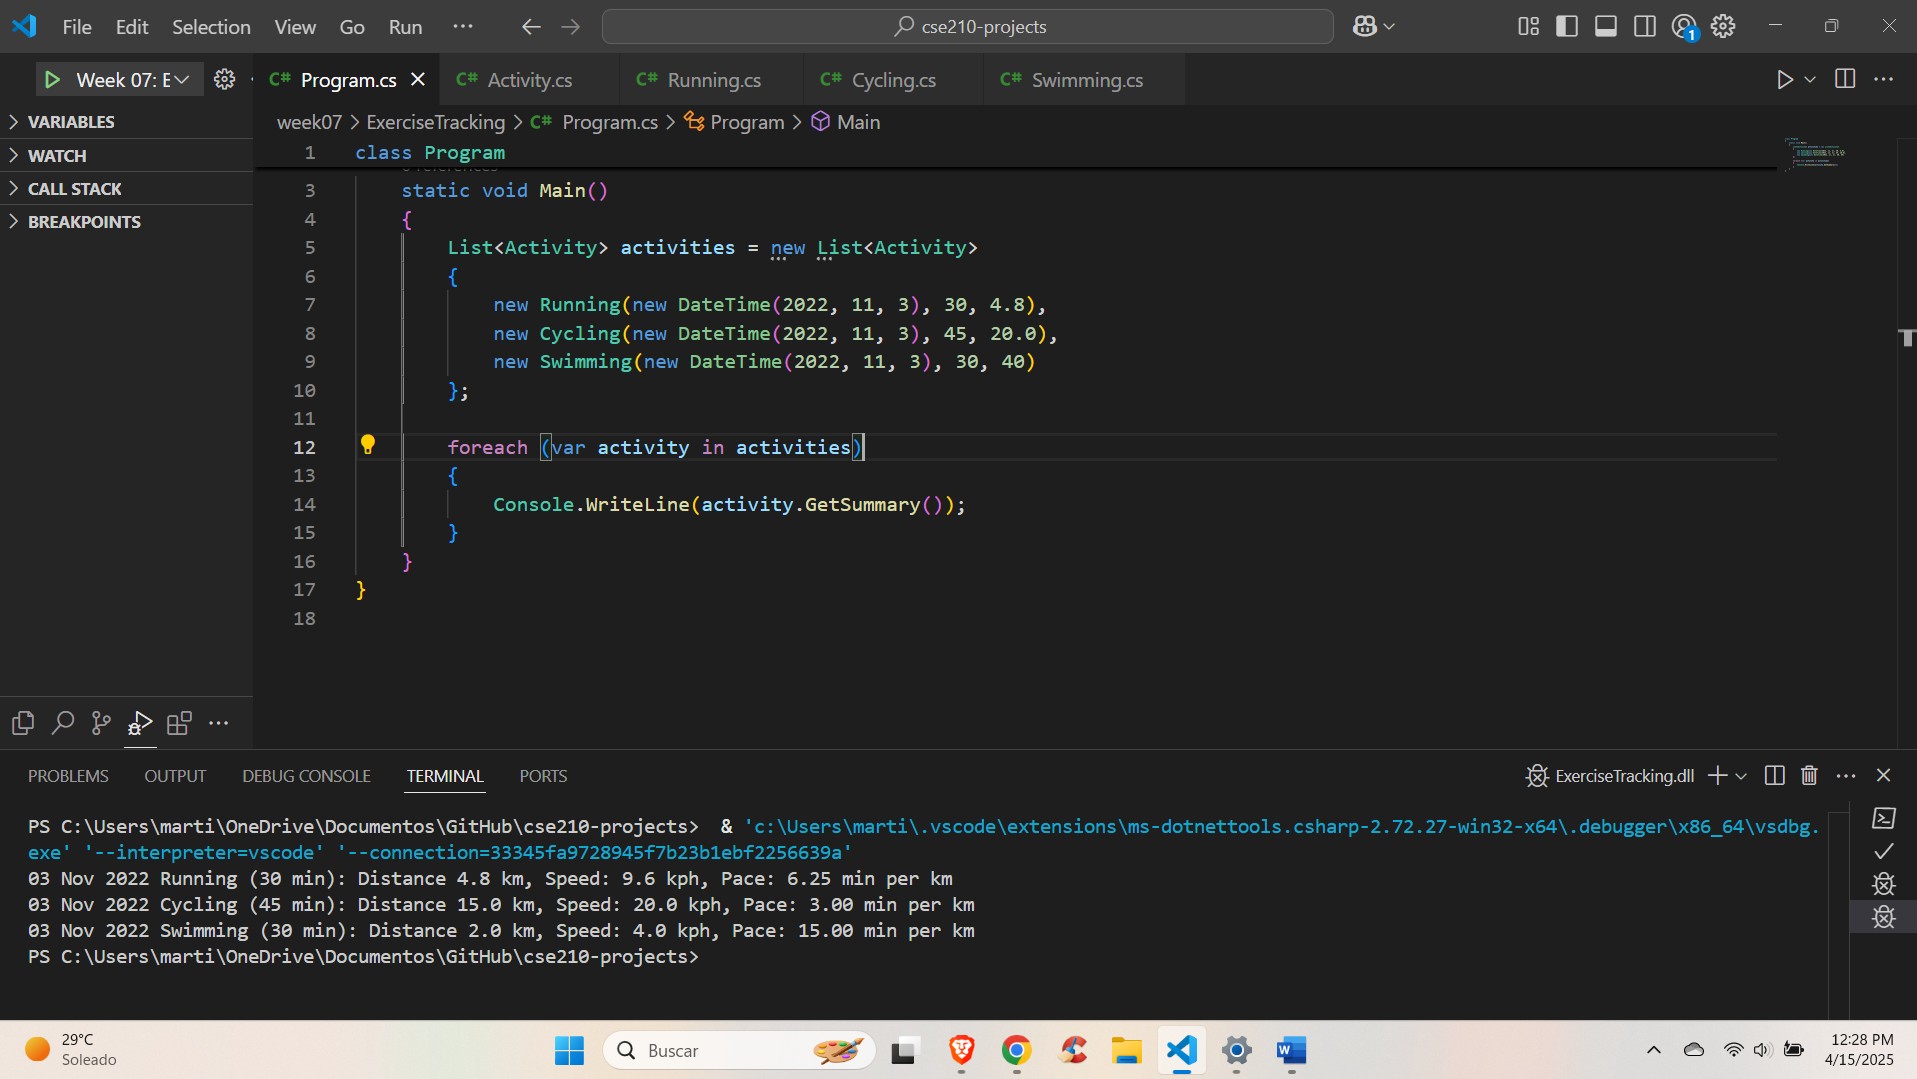 File Edit Selection View Go Run ··· cse210-projects
Week 07: E
C# Program.cs C# Activity.cs C# Running.cs C# Cycling.cs C# Swimming.cs
VARIABLES
WATCH
CALL STACK
BREAKPOINTS
week07 > ExerciseTracking > C# Program.cs > Program > Main
1 class Program
3 static void Main()
4 {
5 List<Activity> activities = new List<Activity>
6 {
7 new Running(new DateTime(2022, 11, 3), 30, 4.8),
8 new Cycling(new DateTime(2022, 11, 3), 45, 20.0),
9 new Swimming(new DateTime(2022, 11, 3), 30, 40)
10 };
11
12 foreach (var activity in activities)
13 {
14 Console.WriteLine(activity.GetSummary());
15 }
16 }
17 }
18
PROBLEMS OUTPUT DEBUG CONSOLE TERMINAL PORTS ExerciseTracking.dll
PS C:\Users\marti\OneDrive\Documentos\GitHub\cse210-projects> & 'c:\Users\marti\.vscode\extensions\ms-dotnettools.csharp-2.72.27-win32-x64\.debugger\x86_64\vsdbg.
exe' '--interpreter=vscode' '--connection=33345fa9728945f7b23b1ebf2256639a'
03 Nov 2022 Running (30 min): Distance 4.8 km, Speed: 9.6 kph, Pace: 6.25 min per km
03 Nov 2022 Cycling (45 min): Distance 15.0 km, Speed: 20.0 kph, Pace: 3.00 min per km
03 Nov 2022 Swimming (30 min): Distance 2.0 km, Speed: 4.0 kph, Pace: 15.00 min per km
PS C:\Users\marti\OneDrive\Documentos\GitHub\cse210-projects>
29°C
Soleado
Buscar
12:28 PM
4/15/2025